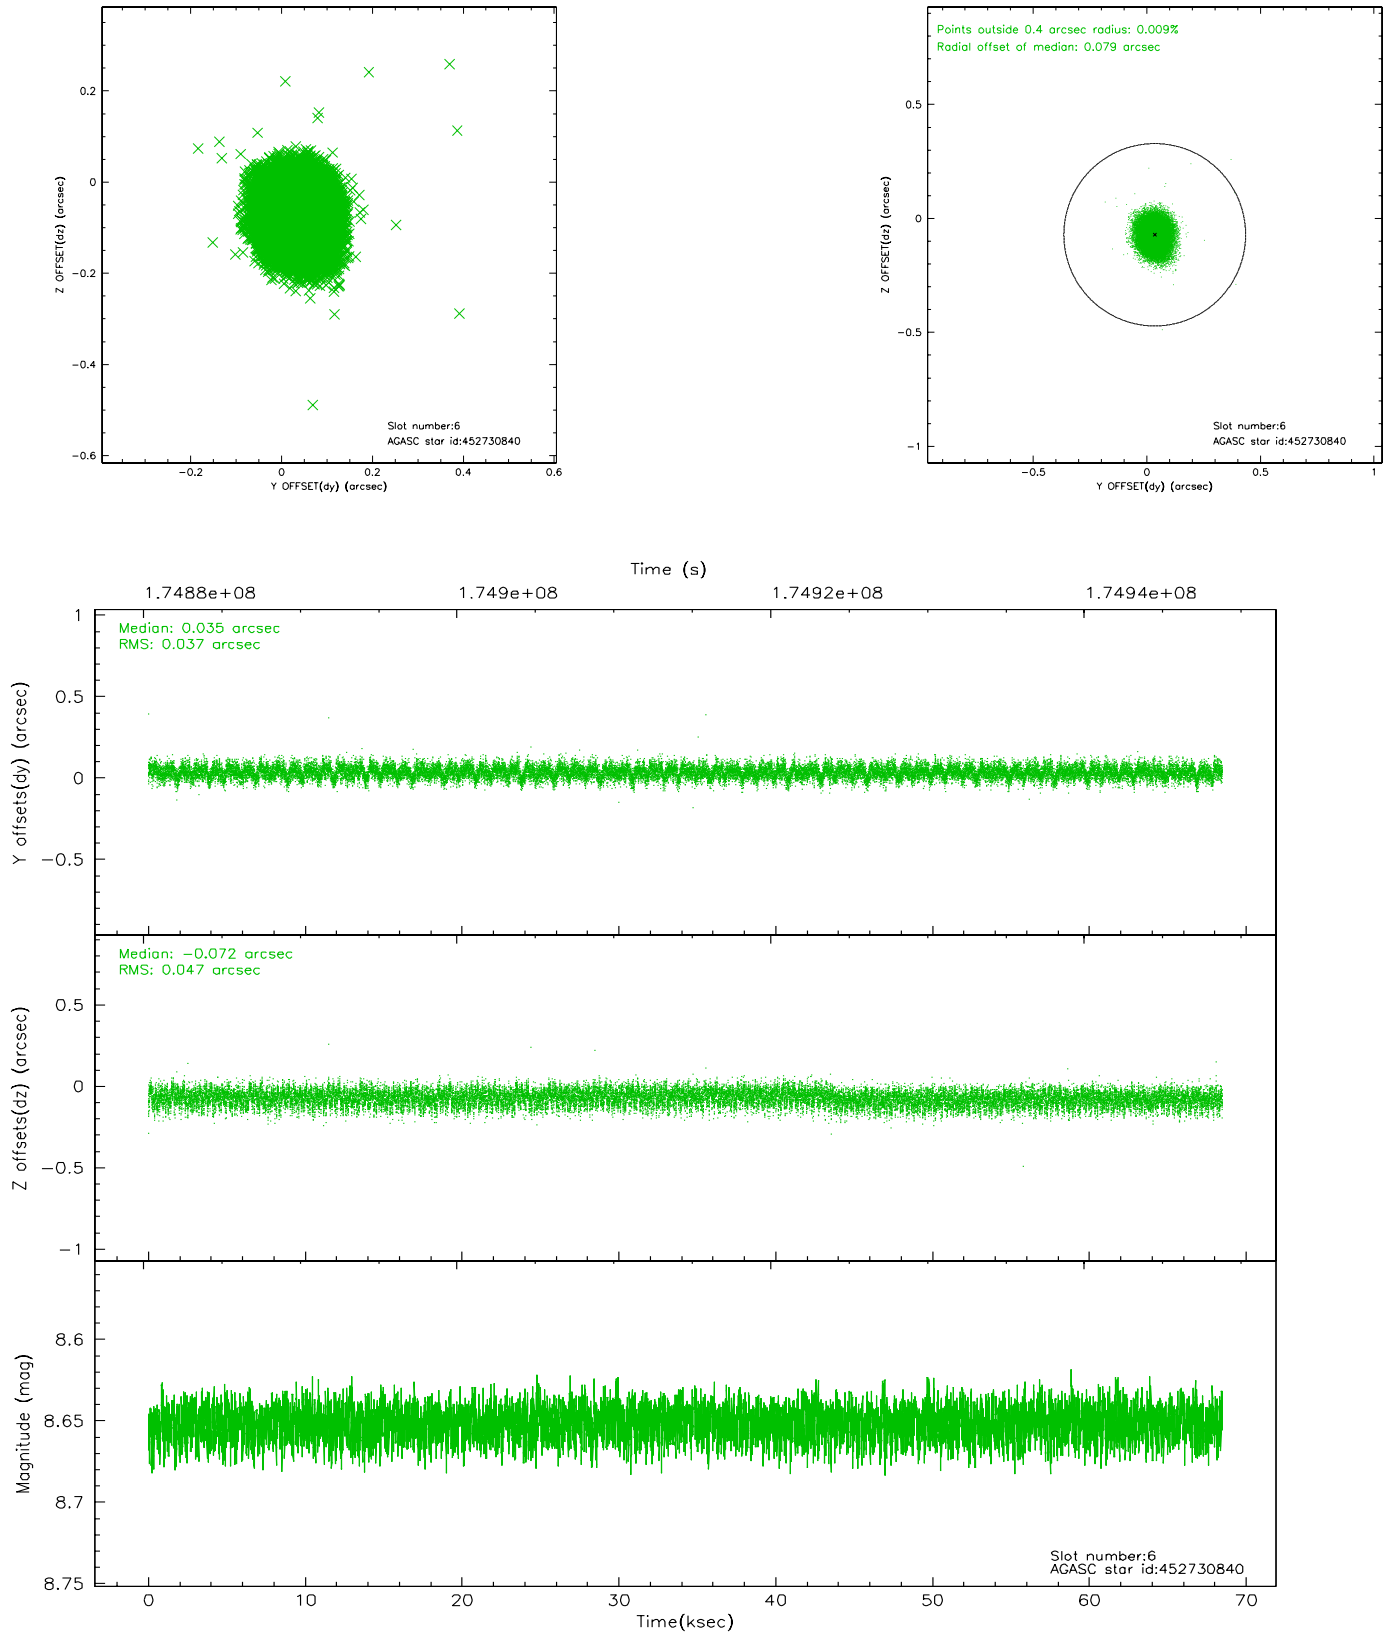 0.2
0
−0.2
−0.4
−0.6
Z OFFSET(dz) (arcsec)
Slot number:6
AGASC star id:452730840
−0.2 0 0.2 0.4 0.6
Y OFFSET(dy) (arcsec)
Points outside 0.4 arcsec radius: 0.009%
Radial offset of median: 0.079 arcsec
0.5
0
−0.5
−1
Z OFFSET(dz) (arcsec)
Slot number:6
AGASC star id:452730840
−0.5 0 0.5 1
Y OFFSET(dy) (arcsec)
Time (s)
1.7488e+08 1.749e+08 1.7492e+08 1.7494e+08
Median: 0.035 arcsec
RMS: 0.037 arcsec
1
0.5
0
−0.5
Y offsets(dy) (arcsec)
Median: −0.072 arcsec
RMS: 0.047 arcsec
0.5
0
−0.5
−1
Z offsets(dz) (arcsec)
8.6
8.65
8.7
8.75
Magnitude (mag)
Slot number:6
AGASC star id:452730840
0 10 20 30 40 50 60 70
Time(ksec)